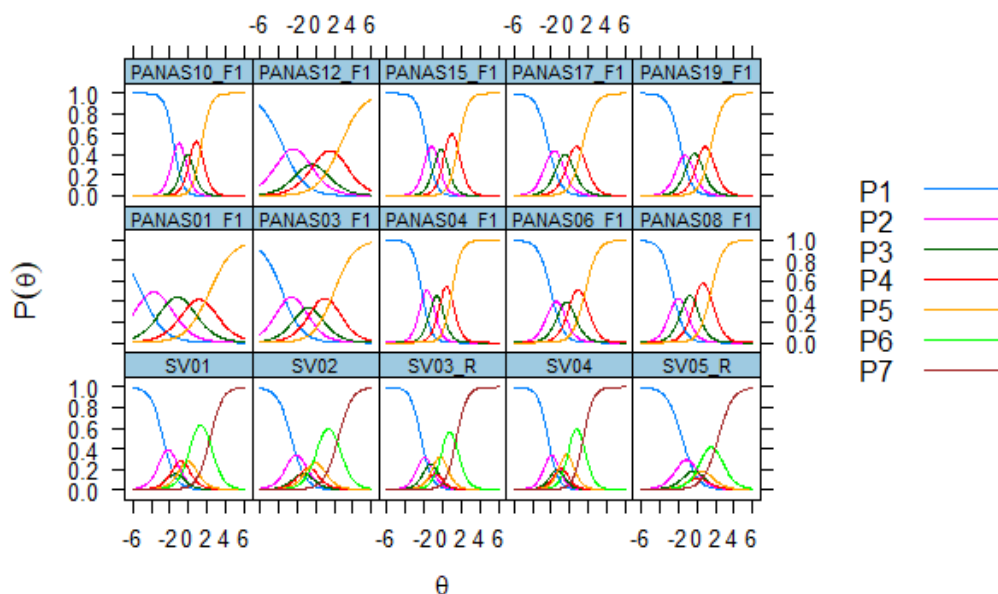 -6 -2 0 2 4 6 -6 -2 0 2 4 6
PANAS10_F1 PANAS12_F1 PANAS15_F1 PANAS17_F1 PANAS19_F1
1.0
0.8
0.6
0.4
0.2
0.0
PANAS01_F1 PANAS03_F1 PANAS04_F1 PANAS06_F1 PANAS08_F1
1.0
0.8
0.6
0.4
0.2
0.0
SV01 SV02 SV03_R SV04 SV05_R
1.0
0.8
0.6
0.4
0.2
0.0
-6 -2 0 2 4 6 -6 -2 0 2 4 6 -6 -2 0 2 4 6
P(θ)
θ
P1
P2
P3
P4
P5
P6
P7